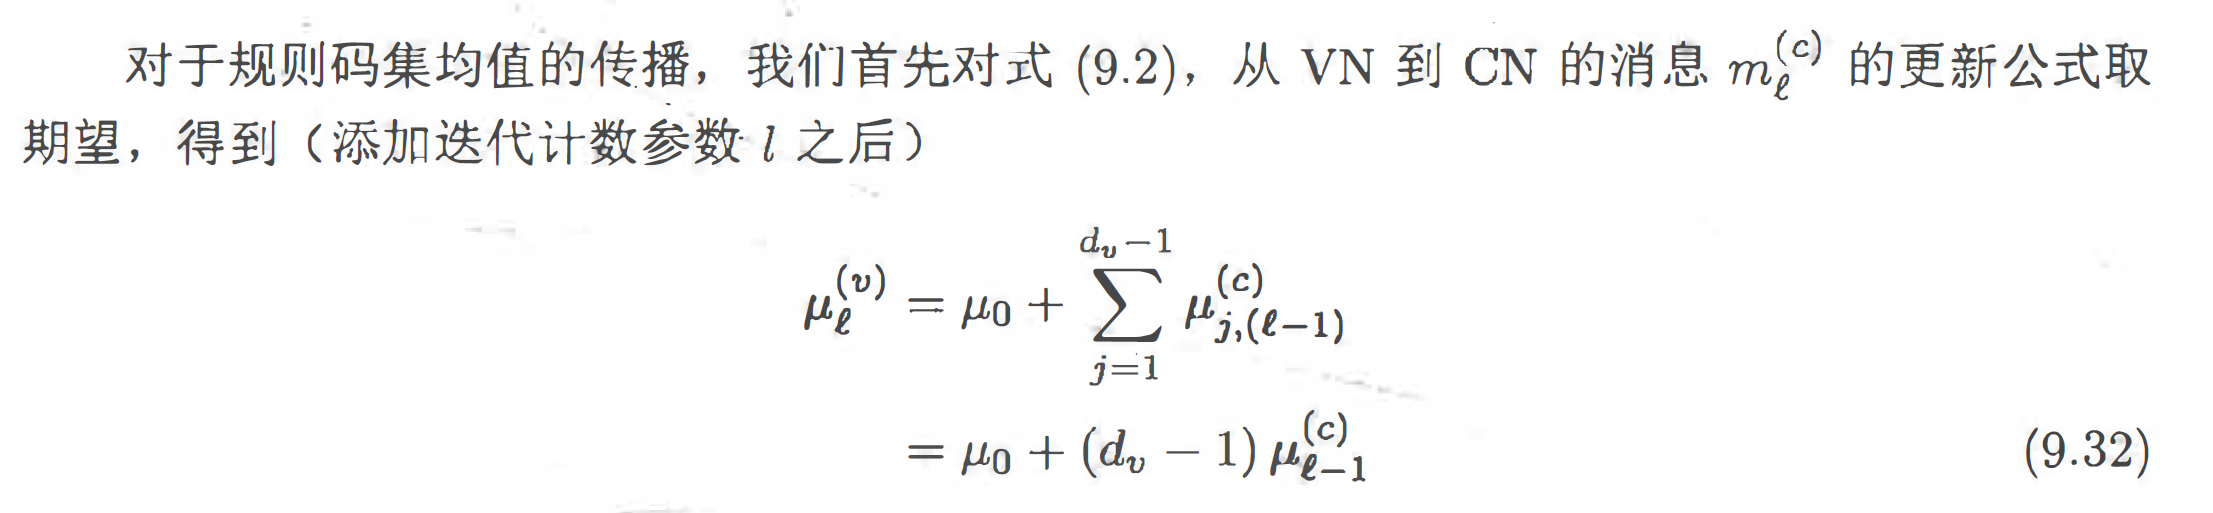 对于规则码集均值的传播，我们首先对式 (9.2)，从 VN 到 CN 的消息 $m_{\ell}^{(c)}$ 的更新公式取
期望，得到（添加迭代计数参数 $l$ 之后）
$\mu_{\ell}^{(v)} = \mu_0 + \sum_{j=1}^{d_v-1} \mu_{j,(\ell-1)}^{(c)}$
$= \mu_0 + (d_v - 1)\, \mu_{\ell-1}^{(c)}$ (9.32)